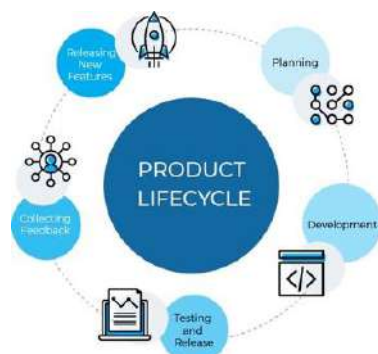 PRODUCT
LIFECYCLE
Planning
Development
Testing
and
Release
Collecting
Feedback
Releasing
New
Features